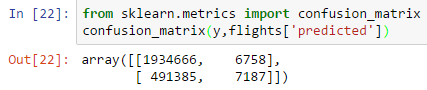 In [22]: from sklearn.metrics import confusion_matrix
confusion_matrix(y,flights['predicted'])
Out[22]: array([[1934666,    6758],
       [ 491385,    7187]])